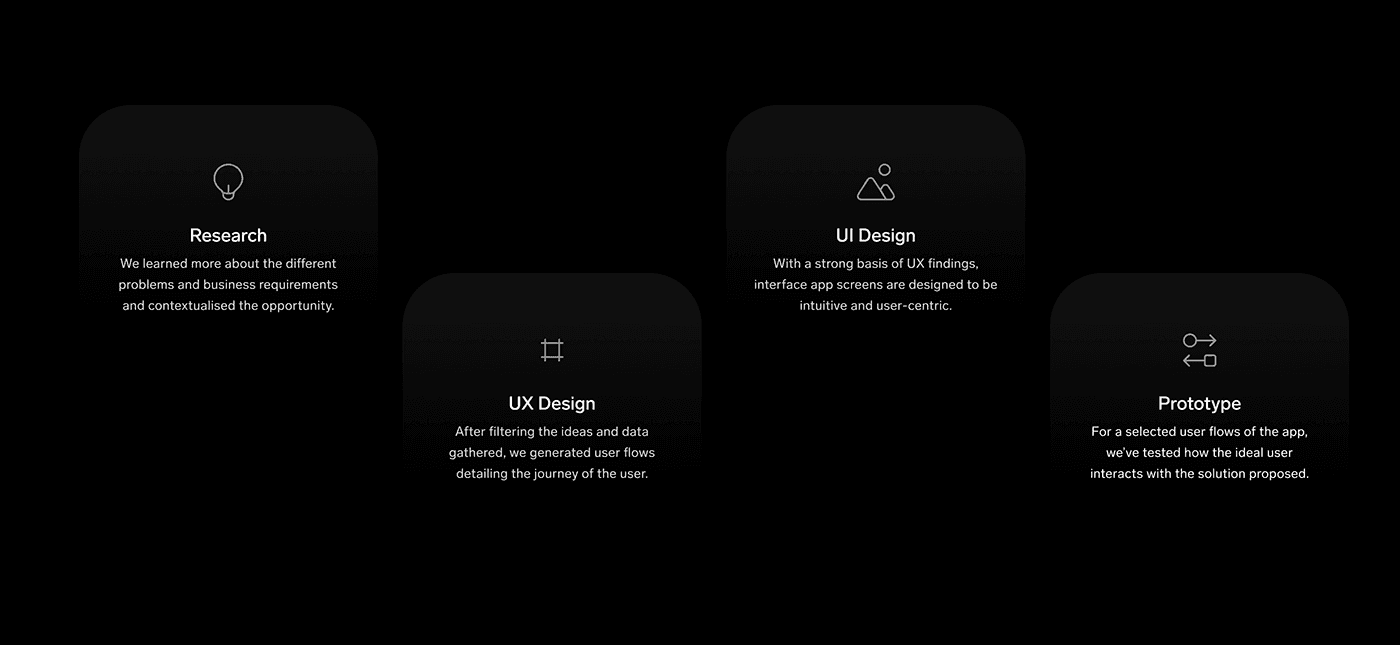 Research
We learned more about the different
problems and business requirements
and contextualised the opportunity.
UX Design
After filtering the ideas and data
gathered, we generated user flows
detailing the journey of the user.
UI Design
With a strong basis of UX findings,
interface app screens are designed to be
intuitive and user-centric.
Prototype
For a selected user flows of the app,
we've tested how the ideal user
interacts with the solution proposed.